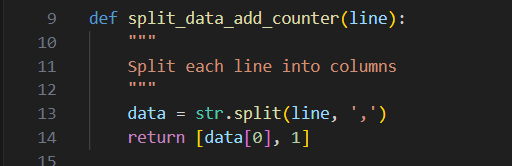 9 def split_data_add_counter(line):
10     """
11     Split each line into columns
12     """
13     data = str.split(line, ',')
14     return [data[0], 1]
15